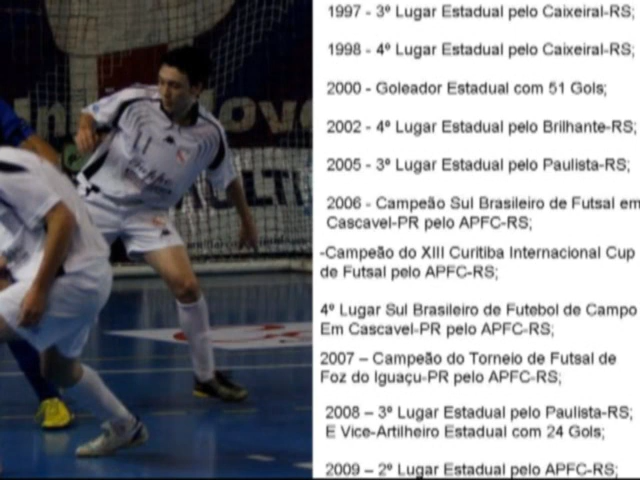 1997 - 3º Lugar Estadual pelo Caixeiral-RS;
1998 - 4º Lugar Estadual pelo Caixeiral-RS;
2000 - Goleador Estadual com 51 Gols;
2002 - 4º Lugar Estadual pelo Brilhante-RS;
2005 - 3º Lugar Estadual pelo Paulista-RS;
2006 - Campeão Sul Brasileiro de Futsal em
Cascavel-PR pelo APFC-RS;
-Campeão do XIII Curitiba Internacional Cup
de Futsal pelo APFC-RS;
4º Lugar Sul Brasileiro de Futebol de Campo
Em Cascavel-PR pelo APFC-RS;
2007 – Campeão do Torneio de Futsal de
Foz do Iguaçu-PR pelo APFC-RS;
2008 – 3º Lugar Estadual pelo Paulista-RS;
E Vice-Artilheiro Estadual com 24 Gols;
2009 – 2º Lugar Estadual pelo APFC-RS;